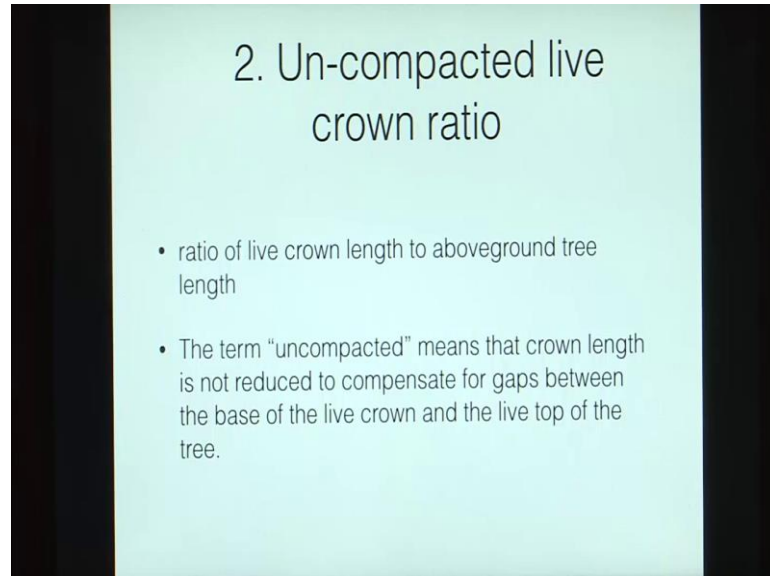 2. Un-compacted live
crown ratio
• ratio of live crown length to aboveground tree
length
• The term “uncompacted” means that crown length
is not reduced to compensate for gaps between
the base of the live crown and the live top of the
tree.